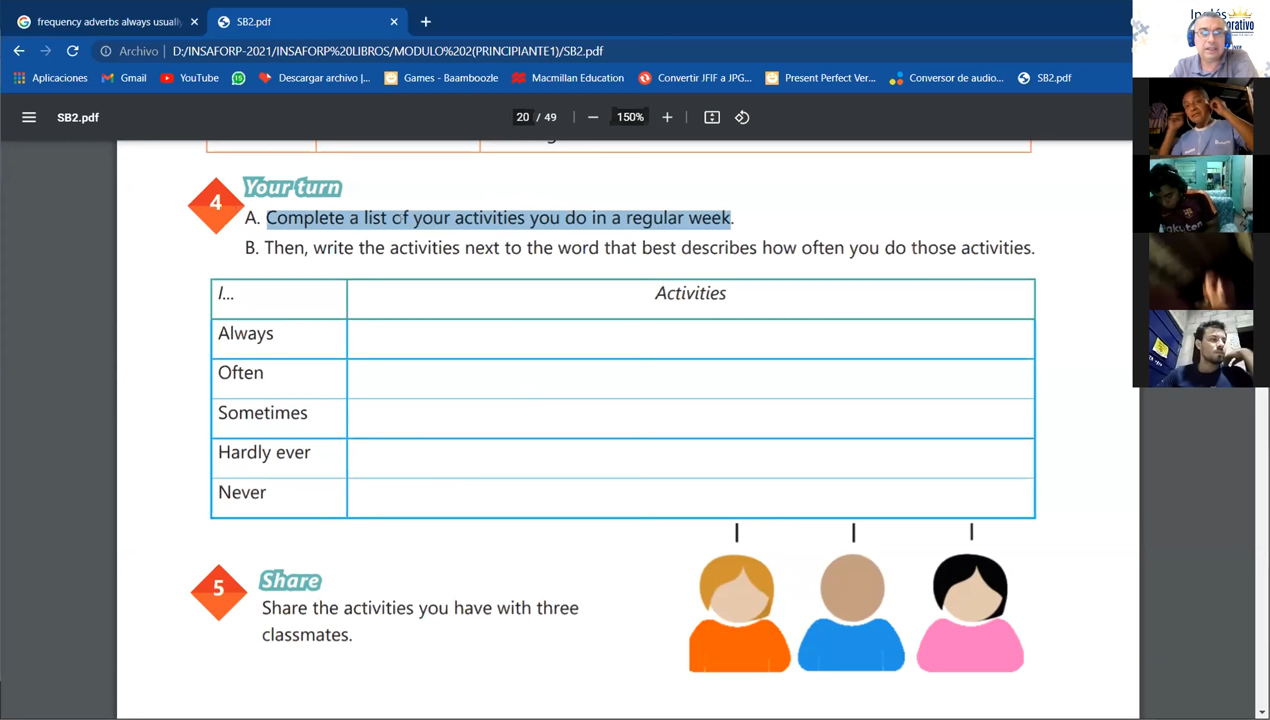 frequency adverbs always usually
SB2.pdf
Archivo
D:/INSAFORP-2021/INSAFORP%20LIBROS/MODULO%202(PRINCIPIANTE1)/SB2.pdf
Aplicaciones
Gmail
YouTube
Descargar archivo |...
Games - Baamboozle
Macmillan Education
Convertir JFIF a JPG...
Present Perfect Ver...
Conversor de audio...
SB2.pdf
SB2.pdf
20 / 49
150%
Inglés
4
Your turn
A. Complete a list of your activities you do in a regular week.
B. Then, write the activities next to the word that best describes how often you do those activities.
I... Activities
Always
Often
Sometimes
Hardly ever
Never
5
Share
Share the activities you have with three
classmates.